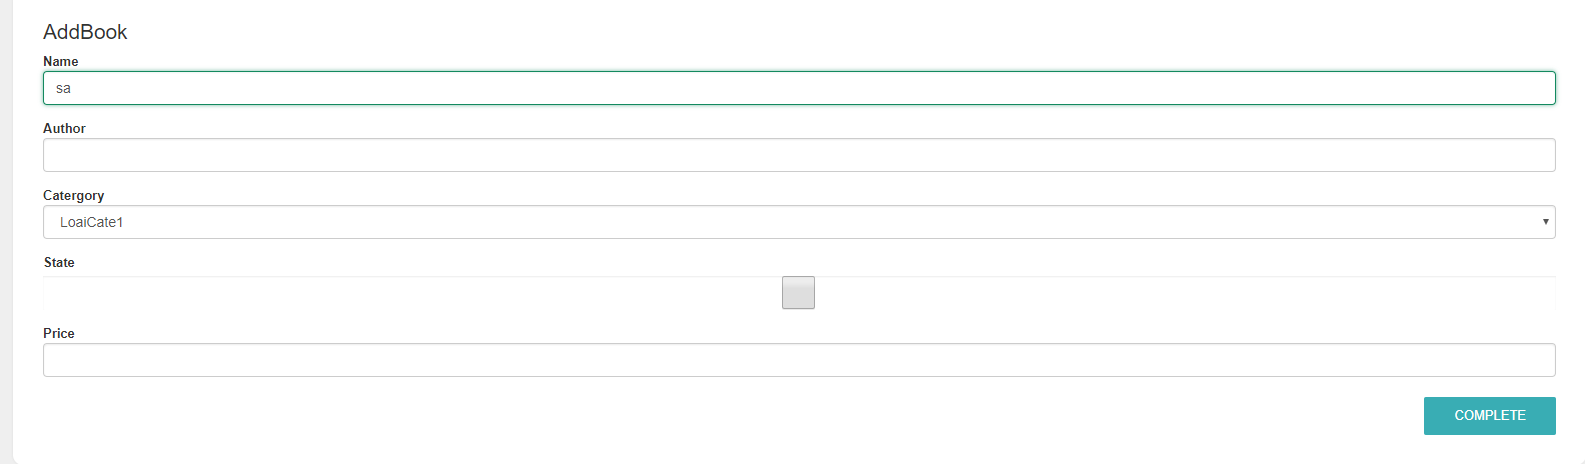 AddBook
Name
sa
Author
Catergory
LoaiCate1
State
Price
COMPLETE